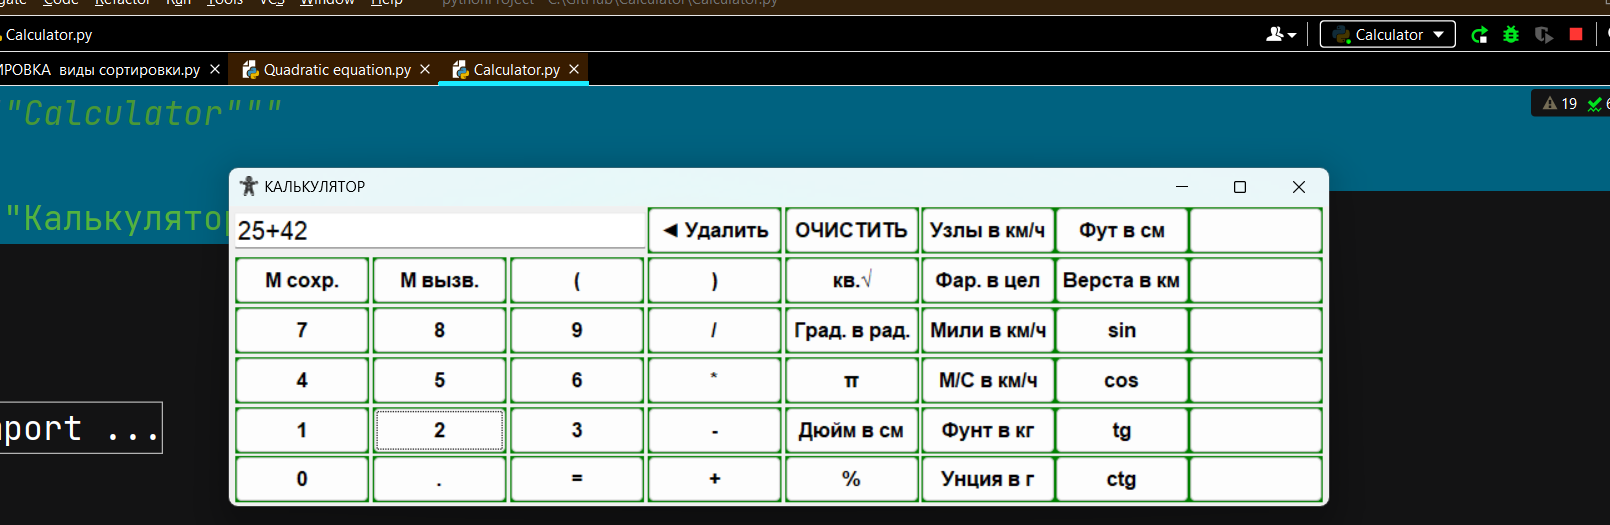 Code Refactor Run Tools VCS Window Help pythonProject - C:\GitHub\Calculator\Calculator.py
Calculator.py
Calculator
виды сортировки.py Quadratic equation.py Calculator.py
"Calculator"""
19
КАЛЬКУЛЯТОР
"Калькулятор
25+42 ◄ Удалить ОЧИСТИТЬ Узлы в км/ч Фут в см
М сохр. М вызв. ( ) кв.√ Фар. в цел Верста в км
7 8 9 / Град. в рад. Мили в км/ч sin
4 5 6 * π М/С в км/ч cos
...
1 2 3 - Дюйм в см Фунт в кг tg
0 . = + % Унция в г ctg